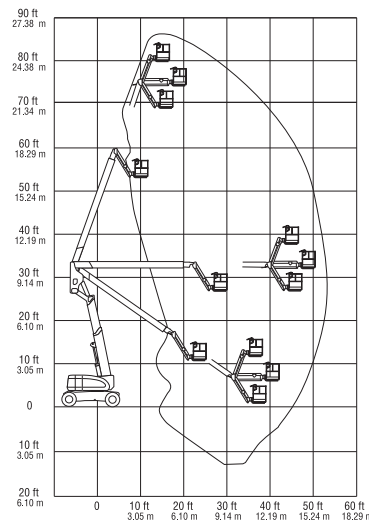 90 ft
27.38 m
80 ft
24.38 m
70 ft
21.34 m
60 ft
18.29 m
50 ft
15.24 m
40 ft
12.19 m
30 ft
9.14 m
20 ft
6.10 m
10 ft
3.05 m
0
10 ft
3.05 m
20 ft
6.10 m
0 10 ft 20 ft 30 ft 40 ft 50 ft 60 ft
3.05 m 6.10 m 9.14 m 12.19 m 15.24 m 18.29 m